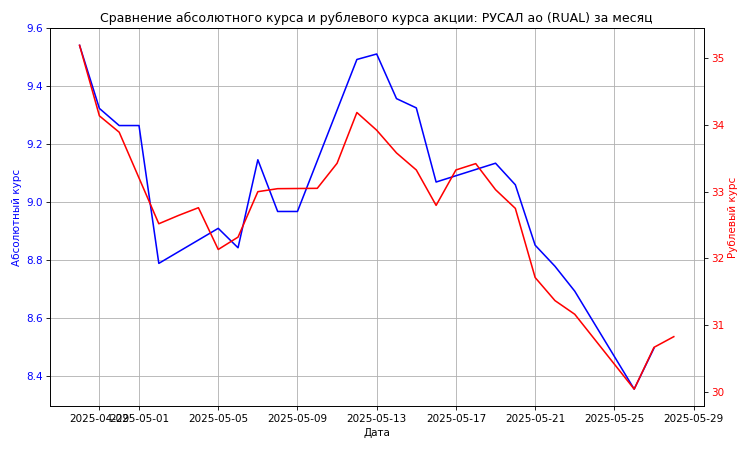 Сравнение абсолютного курса и рублевого курса акции: РУСАЛ ао (RUAL) за месяц
9.6
9.4
9.2
9.0
8.8
8.6
8.4
Абсолютный курс
35
34
33
32
31
30
Рублевый курс
2025-04-29 2025-05-01 2025-05-05 2025-05-09 2025-05-13 2025-05-17 2025-05-21 2025-05-25 2025-05-29
Дата